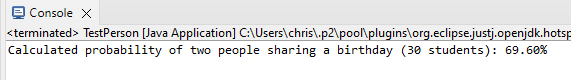 Console
<terminated> TestPerson [Java Application] C:\Users\chris\.p2\pool\plugins\org.eclipse.justj.openjdk.hotsp
Calculated probability of two people sharing a birthday (30 students): 69.60%